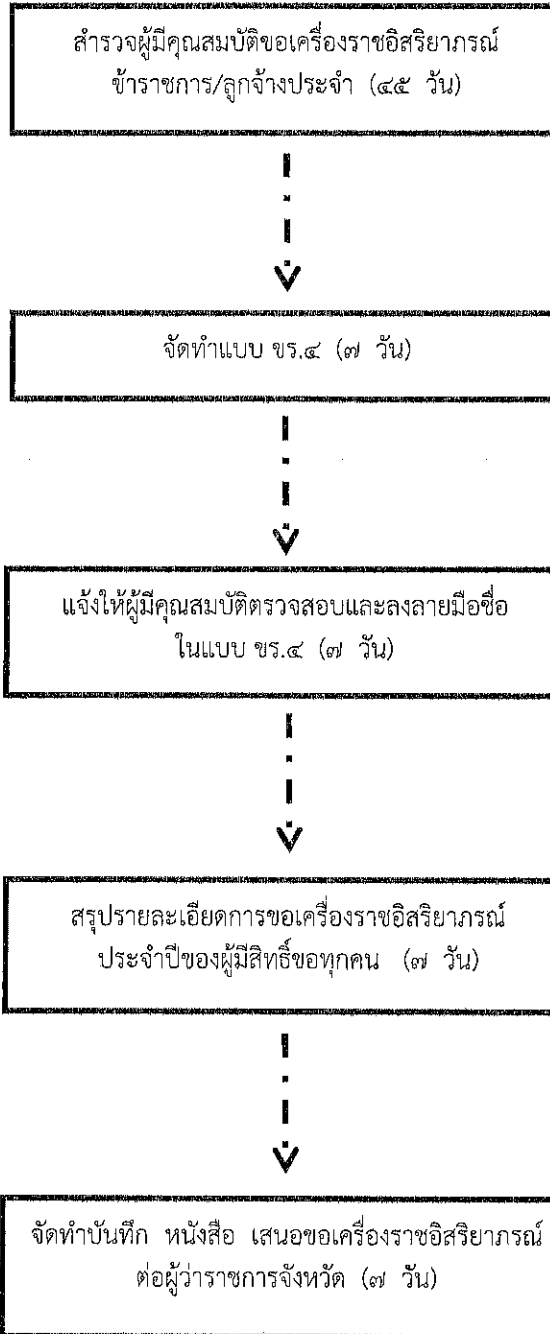 สำรวจผู้มีคุณสมบัติขอเครื่องราชอิสริยาภรณ์
ข้าราชการ/ลูกจ้างประจำ (๔๕ วัน)
จัดทำแบบ ขร.๔ (๗ วัน)
แจ้งให้ผู้มีคุณสมบัติตรวจสอบและลงลายมือชื่อ
ในแบบ ขร.๔ (๗ วัน)
สรุปรายละเอียดการขอเครื่องราชอิสริยาภรณ์
ประจำปีของผู้มีสิทธิ์ขอทุกคน (๗ วัน)
จัดทำบันทึก หนังสือ เสนอขอเครื่องราชอิสริยาภรณ์
ต่อผู้ว่าราชการจังหวัด (๗ วัน)